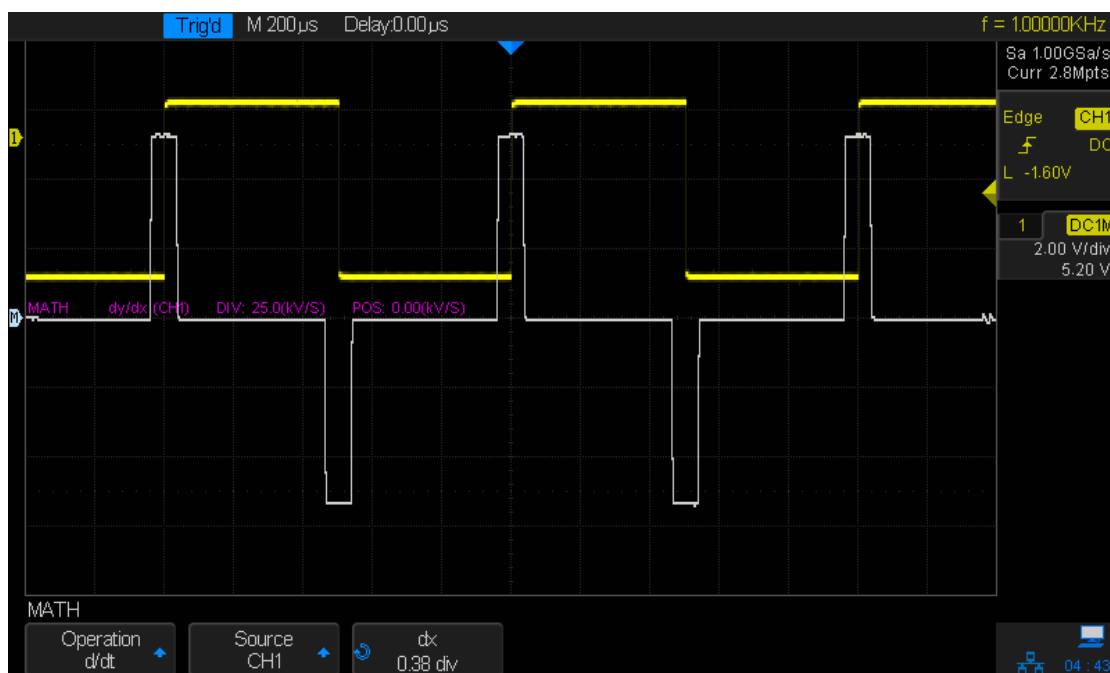 Trig'd M 200µs Delay:0.00µs f = 1.00000KHz
Sa 1.00GSa/s
Curr 2.8Mpts
Edge CH1
DC
L -1.60V
1 DC1M
2.00 V/div
5.20 V
1
MATH dy/dx (CH1) DIV: 25.0(kV/S) POS: 0.00(kV/S)
M
MATH
Operation
d/dt
Source
CH1
dx
0.38 div
04 : 43